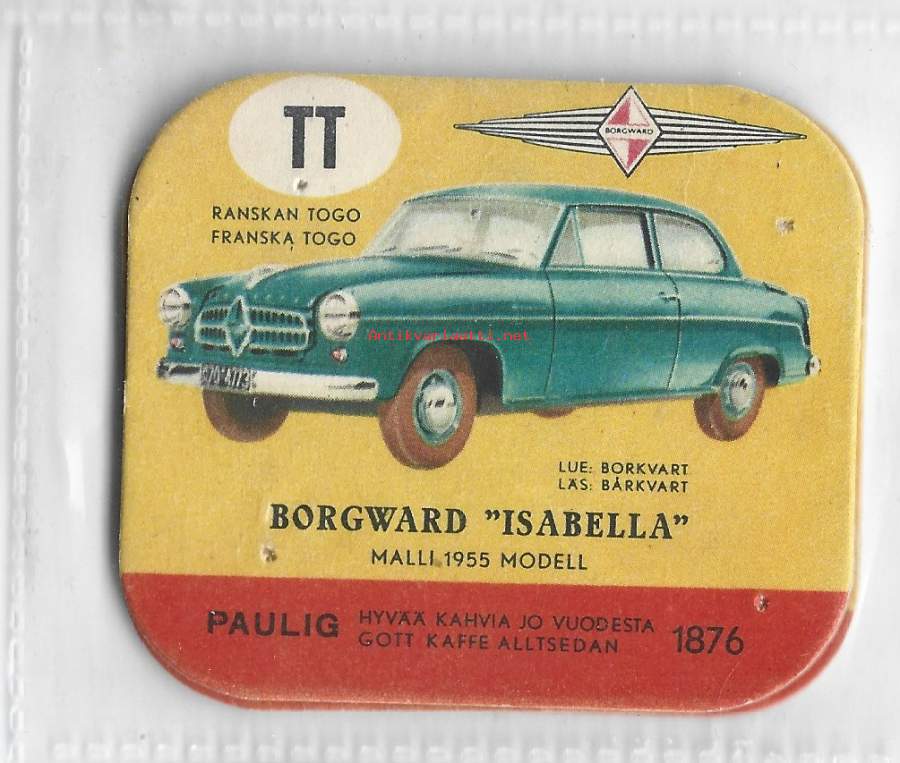 TT
BORGWARD
RANSKAN TOGO
FRANSKA TOGO
Antikvariaatti.net
LUE: BORKVART
LÄS: BÅRKVART
BORGWARD "ISABELLA"
MALLI 1955 MODELL
PAULIG
HYVÄÄ KAHVIA JO VUODESTA
GOTT KAFFE ALLTSEDAN
1876